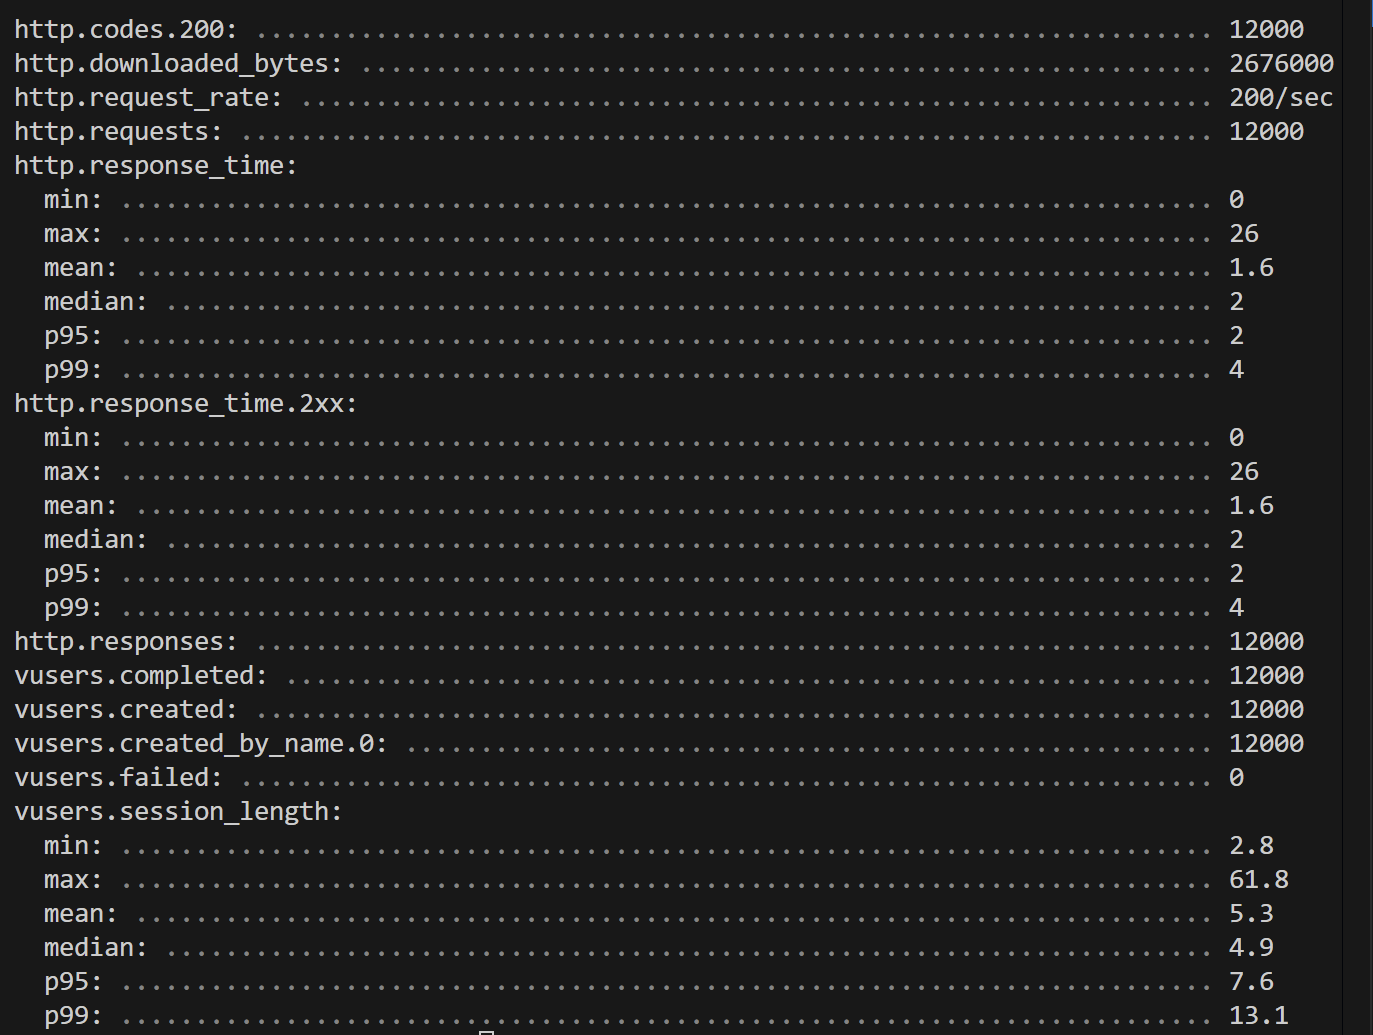 http.codes.200: ................................................................ 12000
http.downloaded_bytes: ......................................................... 2676000
http.request_rate: ............................................................. 200/sec
http.requests: ................................................................. 12000
http.response_time:
  min: ......................................................................... 0
  max: ......................................................................... 26
  mean: ........................................................................ 1.6
  median: ...................................................................... 2
  p95: ......................................................................... 2
  p99: ......................................................................... 4
http.response_time.2xx:
  min: ......................................................................... 0
  max: ......................................................................... 26
  mean: ........................................................................ 1.6
  median: ...................................................................... 2
  p95: ......................................................................... 2
  p99: ......................................................................... 4
http.responses: ................................................................ 12000
vusers.completed: .............................................................. 12000
vusers.created: ................................................................ 12000
vusers.created_by_name.0: ...................................................... 12000
vusers.failed: ................................................................. 0
vusers.session_length:
  min: ......................................................................... 2.8
  max: ......................................................................... 61.8
  mean: ........................................................................ 5.3
  median: ...................................................................... 4.9
  p95: ......................................................................... 7.6
  p99: ......................................................................... 13.1